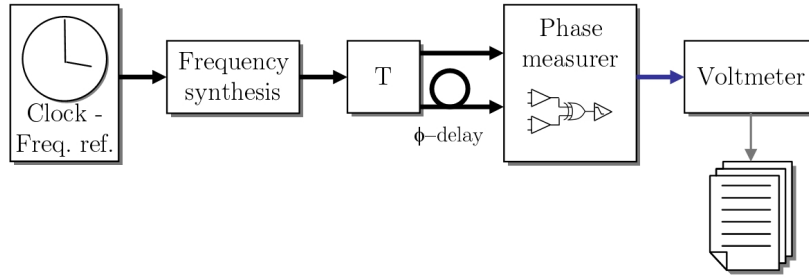 Clock -
Freq. ref.
Frequency
synthesis
T
ϕ–delay
Phase
measurer
Voltmeter